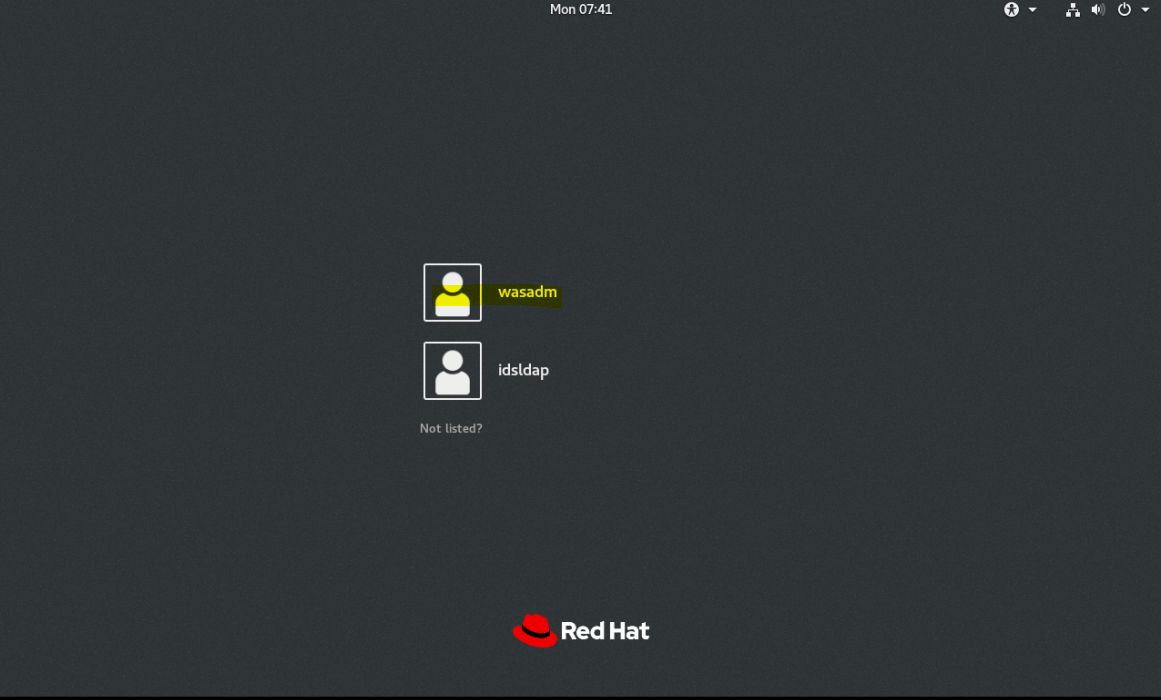 Mon 07:41
wasadm
idsldap
Not listed?
Red Hat